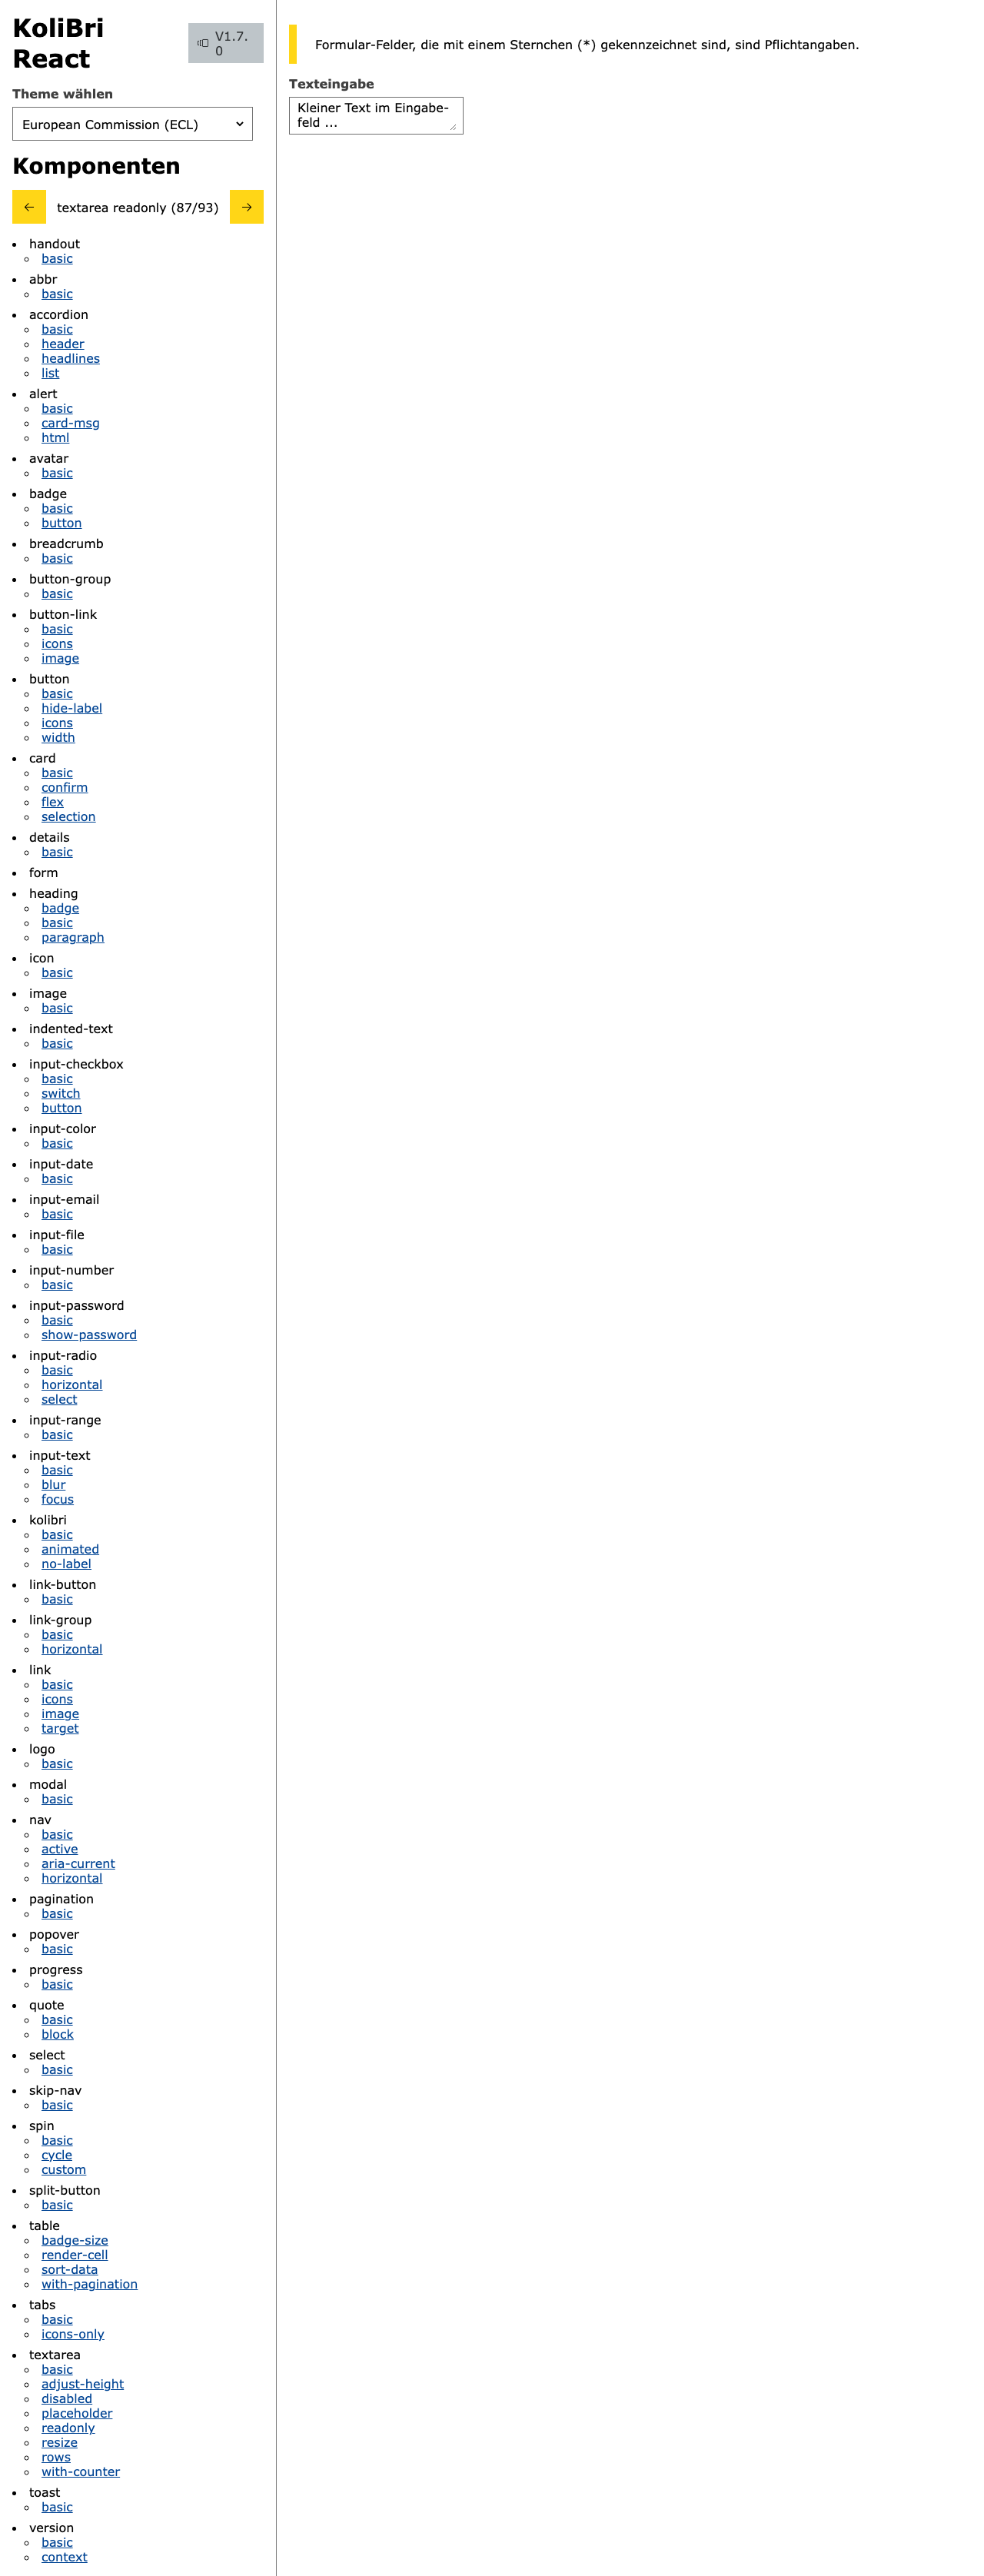 KoliBri
React
V1.7.
0
Theme wählen
European Commission (ECL)
Komponenten
← textarea readonly (87/93) →
handout
basic
abbr
basic
accordion
basic
header
headlines
list
alert
basic
card-msg
html
avatar
basic
badge
basic
button
breadcrumb
basic
button-group
basic
button-link
basic
icons
image
button
basic
hide-label
icons
width
card
basic
confirm
flex
selection
details
basic
form
heading
badge
basic
paragraph
icon
basic
image
basic
indented-text
basic
input-checkbox
basic
switch
button
input-color
basic
input-date
basic
input-email
basic
input-file
basic
input-number
basic
input-password
basic
show-password
input-radio
basic
horizontal
select
input-range
basic
input-text
basic
blur
focus
kolibri
basic
animated
no-label
link-button
basic
link-group
basic
horizontal
link
basic
icons
image
target
logo
basic
modal
basic
nav
basic
active
aria-current
horizontal
pagination
basic
popover
basic
progress
basic
quote
basic
block
select
basic
skip-nav
basic
spin
basic
cycle
custom
split-button
basic
table
badge-size
render-cell
sort-data
with-pagination
tabs
basic
icons-only
textarea
basic
adjust-height
disabled
placeholder
readonly
resize
rows
with-counter
toast
basic
version
basic
context
Formular-Felder, die mit einem Sternchen (*) gekennzeichnet sind, sind Pflichtangaben.
Texteingabe
Kleiner Text im Eingabe-
feld ...